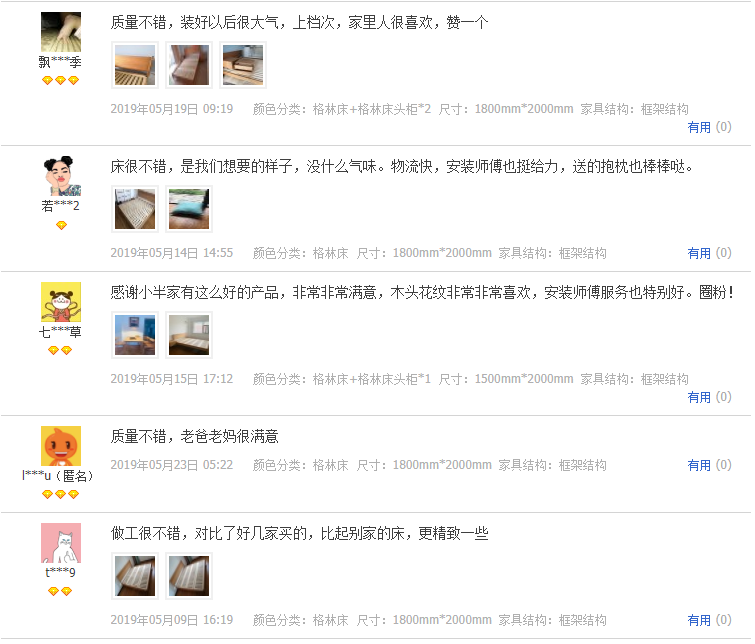 质量不错，装好以后很大气，上档次，家里人很喜欢，赞一个
飘***季
2019年05月19日 09:19 颜色分类：格林床+格林床头柜*2 尺寸：1800mm*2000mm 家具结构：框架结构
有用 (0)
床很不错，是我们想要的样子，没什么气味。物流快，安装师傅也挺给力，送的抱枕也棒棒哒。
若***2
2019年05月14日 14:55 颜色分类：格林床 尺寸：1800mm*2000mm 家具结构：框架结构 有用 (0)
感谢小半家有这么好的产品，非常非常满意，木头花纹非常非常喜欢，安装师傅服务也特别好。圈粉！
七***草
2019年05月15日 17:12 颜色分类：格林床+格林床头柜*1 尺寸：1500mm*2000mm 家具结构：框架结构
有用 (0)
质量不错，老爸老妈很满意
l***u（匿名）
2019年05月23日 05:22 颜色分类：格林床 尺寸：1800mm*2000mm 家具结构：框架结构 有用 (0)
做工很不错，对比了好几家买的，比起别家的床，更精致一些
t***9
2019年05月09日 16:19 颜色分类：格林床 尺寸：1800mm*2000mm 家具结构：框架结构 有用 (0)